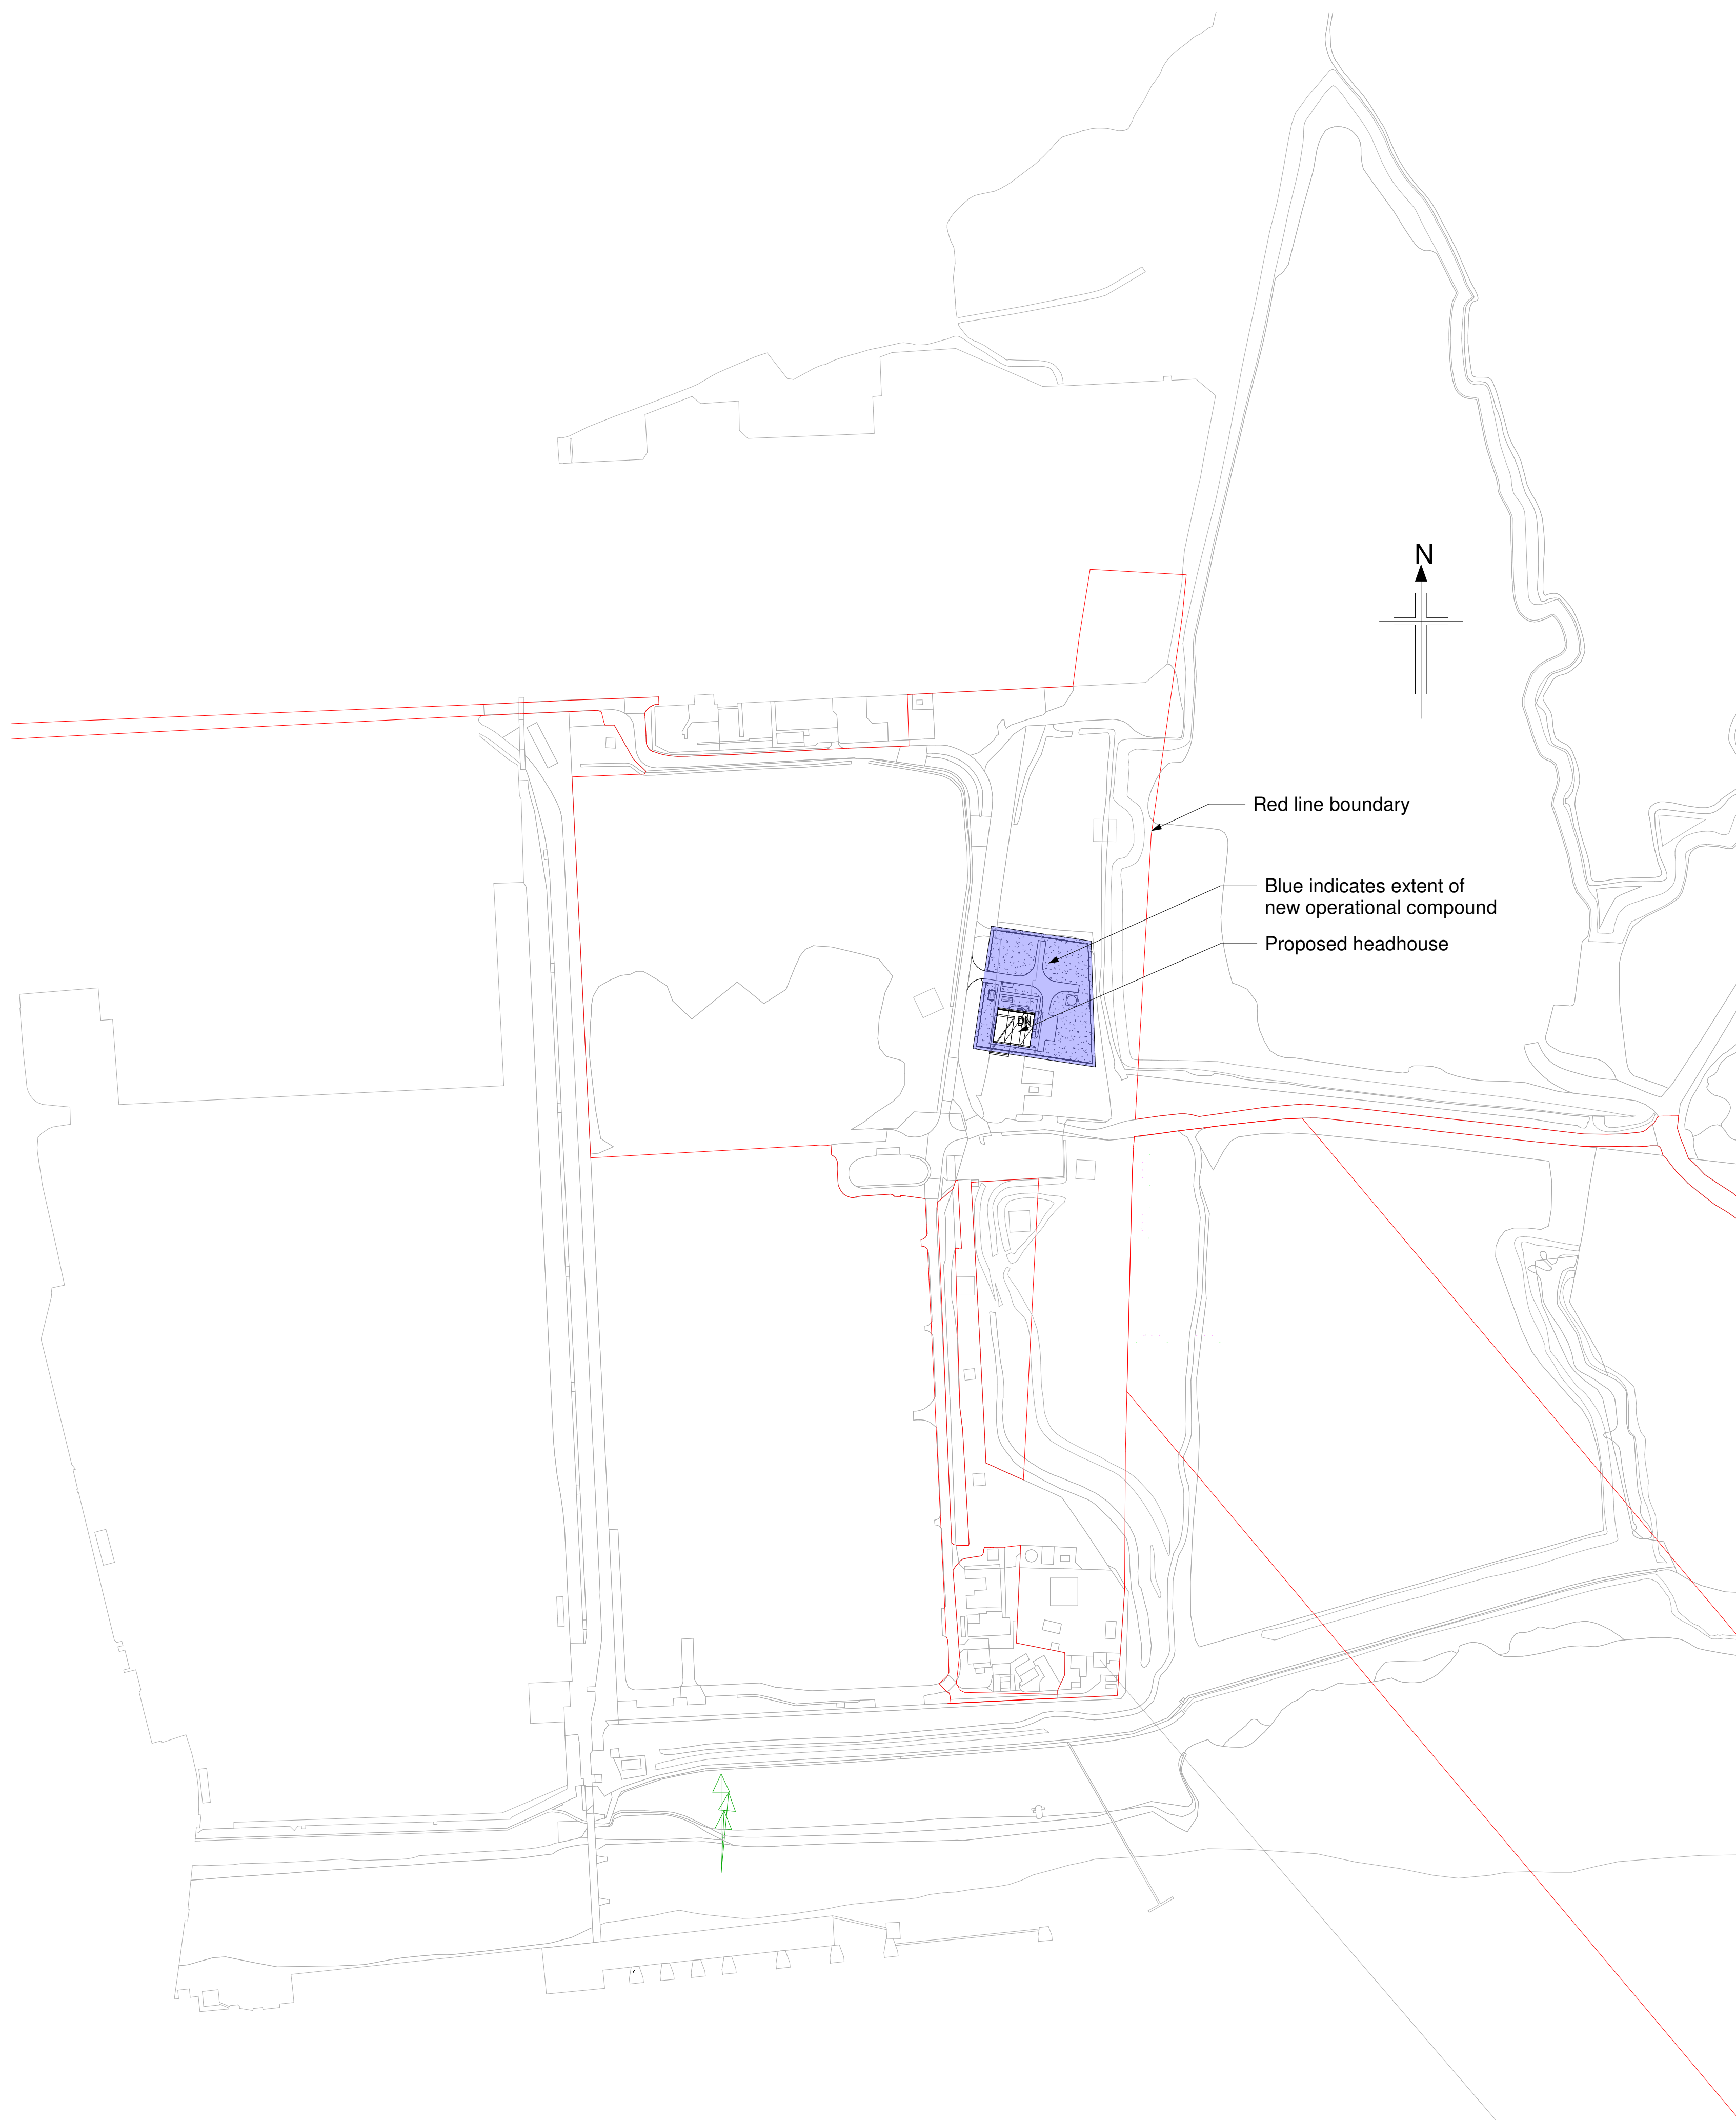 N
Red line boundary
Blue indicates extent of
new operational compound
Proposed headhouse